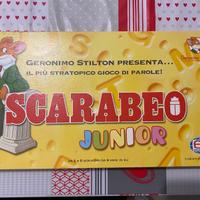 GERONIMO STILTON PRESENTA...
IL PIÙ STRATOPICO GIOCO DI PAROLE!
SCARABEO
JUNIOR